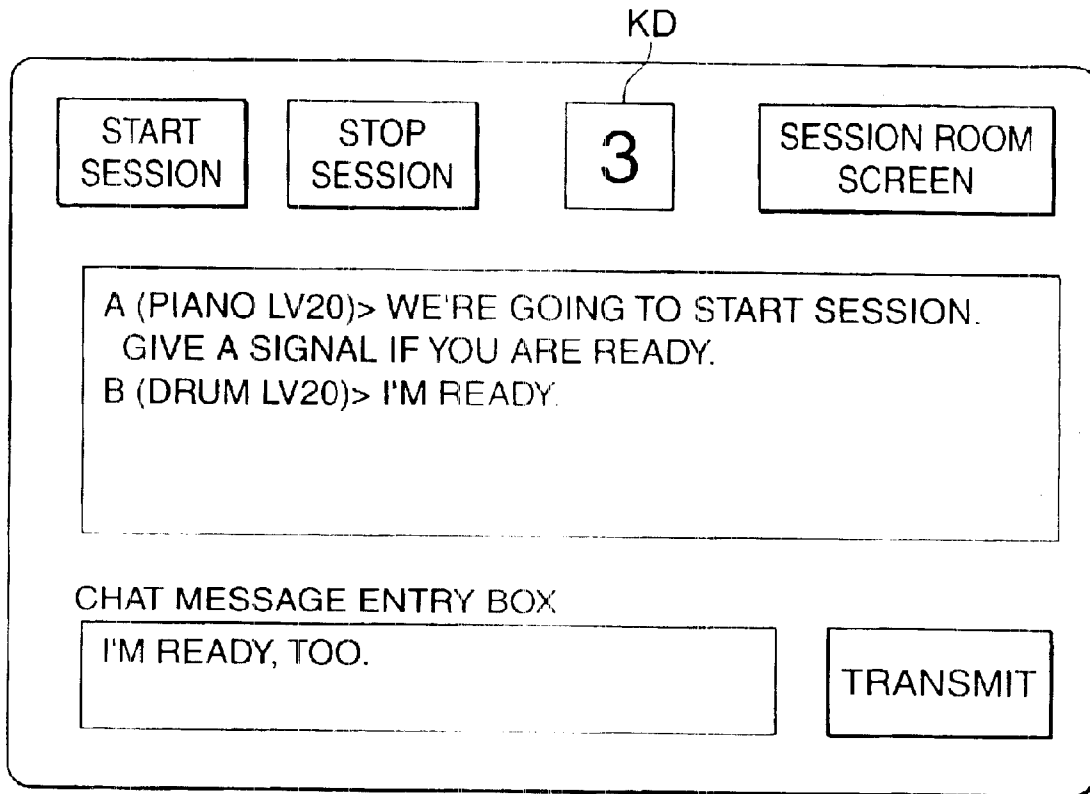 KD
START
SESSION
STOP
SESSION
3
SESSION ROOM
SCREEN
A (PIANO LV20)> WE'RE GOING TO START SESSION.
GIVE A SIGNAL IF YOU ARE READY.
B (DRUM LV20)> I'M READY.
CHAT MESSAGE ENTRY BOX
I'M READY, TOO.
TRANSMIT